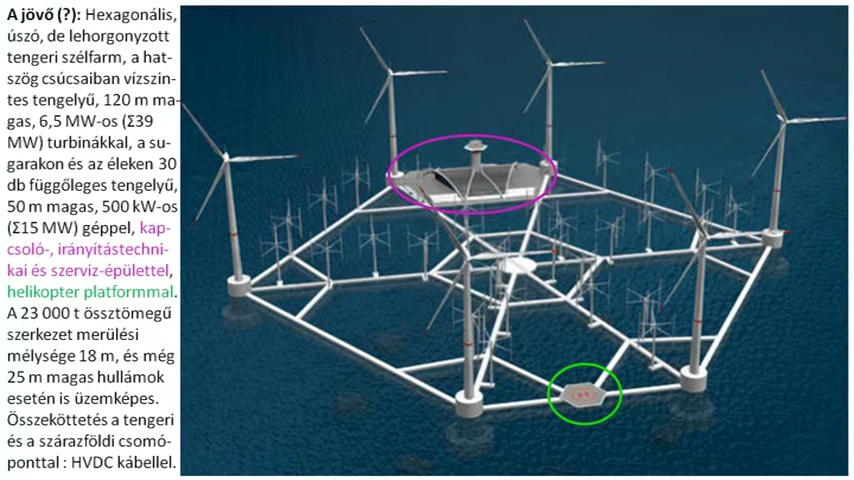 A jövő (?): Hexagonális,
úszó, de lehorgonyzott
tengeri szélfarm, a hat-
szög csúcsaiban vízszin-
tes tengelyű, 120 m ma-
gas, 6,5 MW-os (Σ39
MW) turbinákkal, a su-
garakon és az éleken 30
db függőleges tengelyű,
50 m magas, 500 kW-os
(Σ15 MW) géppel, kap-
csoló-, irányítástechni-
kai és szerviz-épülettel,
helikopter platformmal.
A 23 000 t össztömegű
szerkezet merülési
mélysége 18 m, és még
25 m magas hullámok
esetén is üzemképes.
Összeköttetés a tengeri
és a szárazföldi csomó-
ponttal : HVDC kábellel.